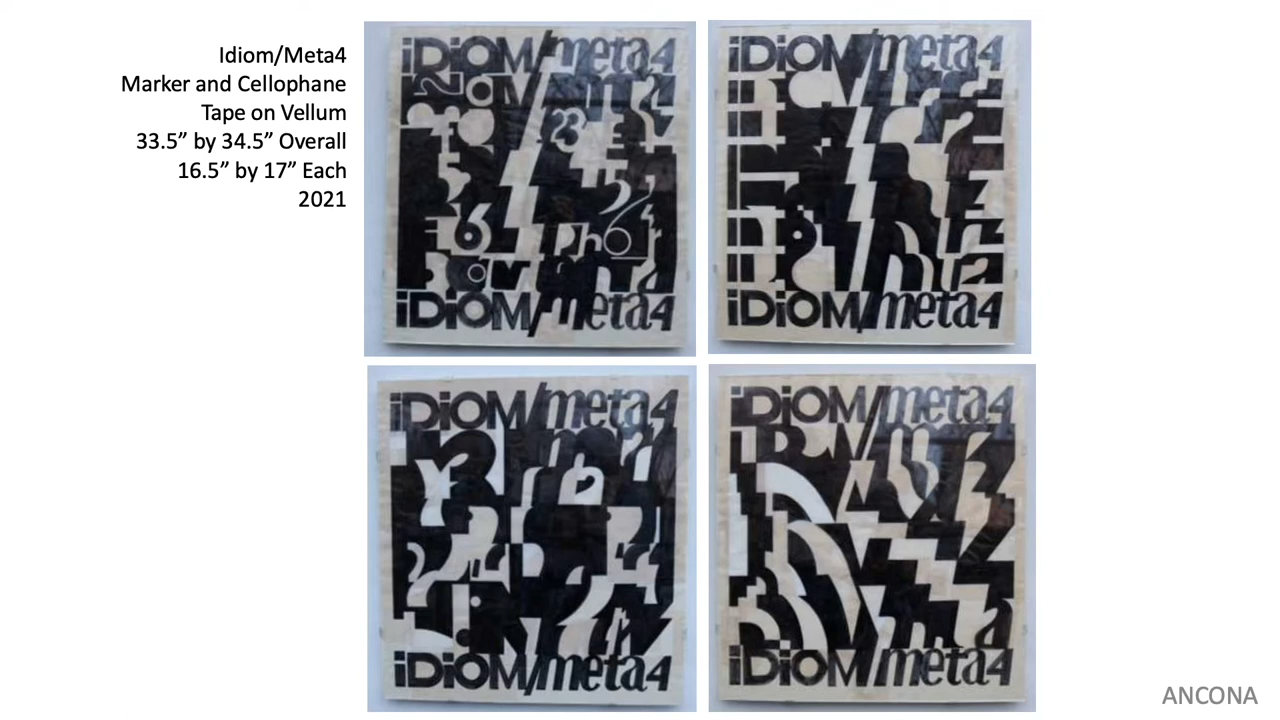 Idiom/Meta4
Marker and Cellophane
Tape on Vellum
33.5” by 34.5” Overall
16.5” by 17” Each
2021
iDiOM/meta4
iDiOM/meta4
iDiOM/meta4
iDiOM/meta4
iDiOM/meta4
iDiOM/meta4
iDiOM/meta4
iDiOM/meta4
ANCONA